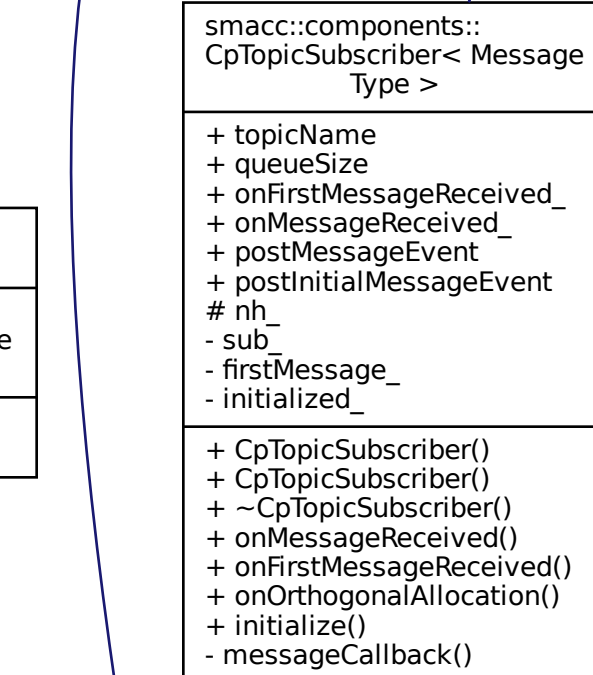 smacc::components::
CpTopicSubscriber< Message
Type >
+ topicName
+ queueSize
+ onFirstMessageReceived_
+ onMessageReceived_
+ postMessageEvent
+ postInitialMessageEvent
# nh_
- sub_
- firstMessage_
- initialized_
+ CpTopicSubscriber()
+ CpTopicSubscriber()
+ ~CpTopicSubscriber()
+ onMessageReceived()
+ onFirstMessageReceived()
+ onOrthogonalAllocation()
+ initialize()
- messageCallback()